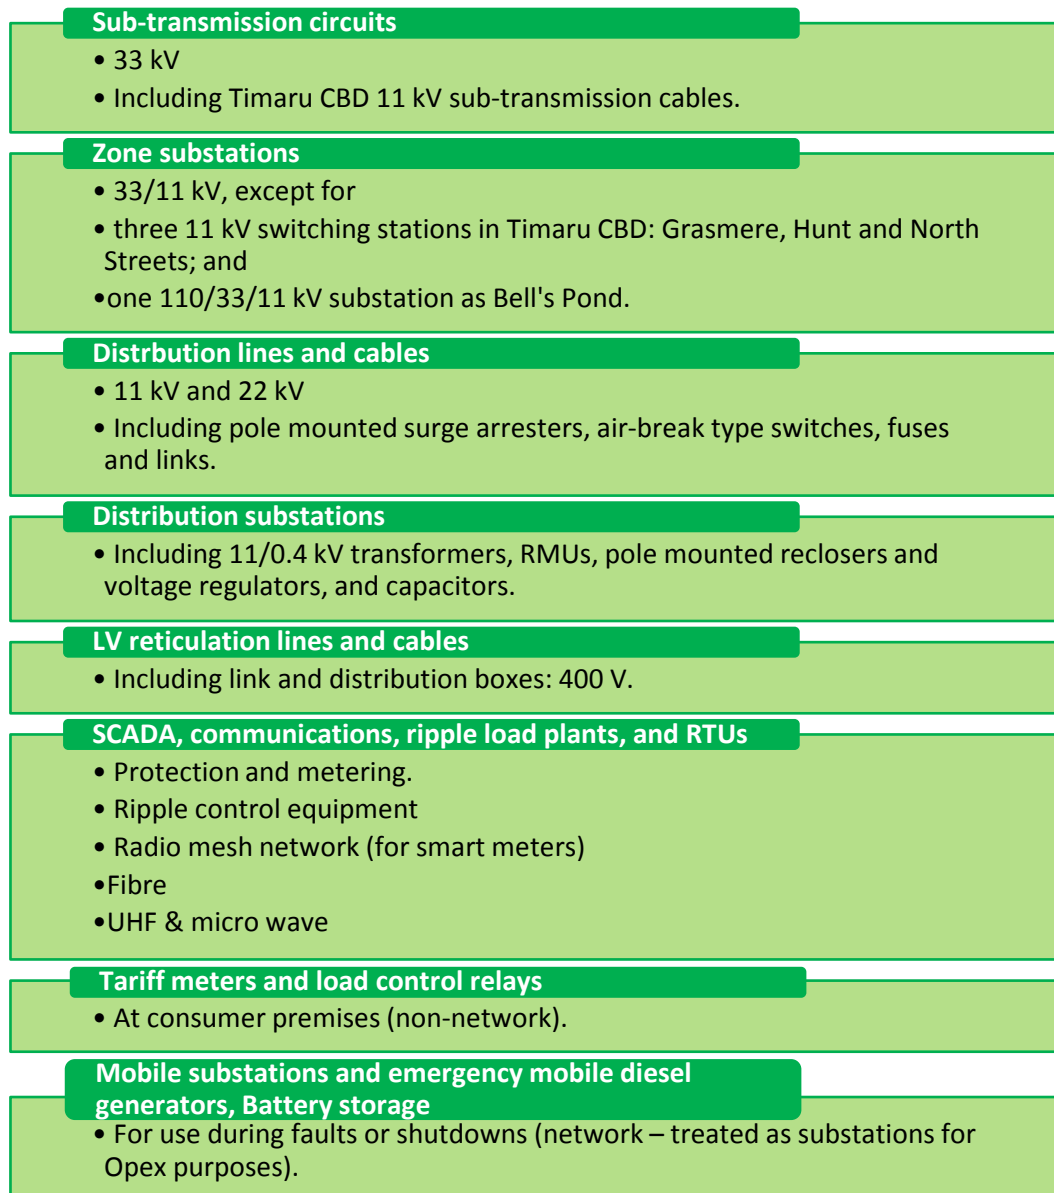 Sub-transmission circuits
• 33 kV
• Including Timaru CBD 11 kV sub-transmission cables.
Zone substations
• 33/11 kV, except for
• three 11 kV switching stations in Timaru CBD: Grasmere, Hunt and North
Streets; and
•one 110/33/11 kV substation as Bell's Pond.
Distrbution lines and cables
• 11 kV and 22 kV
• Including pole mounted surge arresters, air-break type switches, fuses
and links.
Distribution substations
• Including 11/0.4 kV transformers, RMUs, pole mounted reclosers and
voltage regulators, and capacitors.
LV reticulation lines and cables
• Including link and distribution boxes: 400 V.
SCADA, communications, ripple load plants, and RTUs
• Protection and metering.
• Ripple control equipment
• Radio mesh network (for smart meters)
•Fibre
•UHF & micro wave
Tariff meters and load control relays
• At consumer premises (non-network).
Mobile substations and emergency mobile diesel
generators, Battery storage
• For use during faults or shutdowns (network – treated as substations for
Opex purposes).